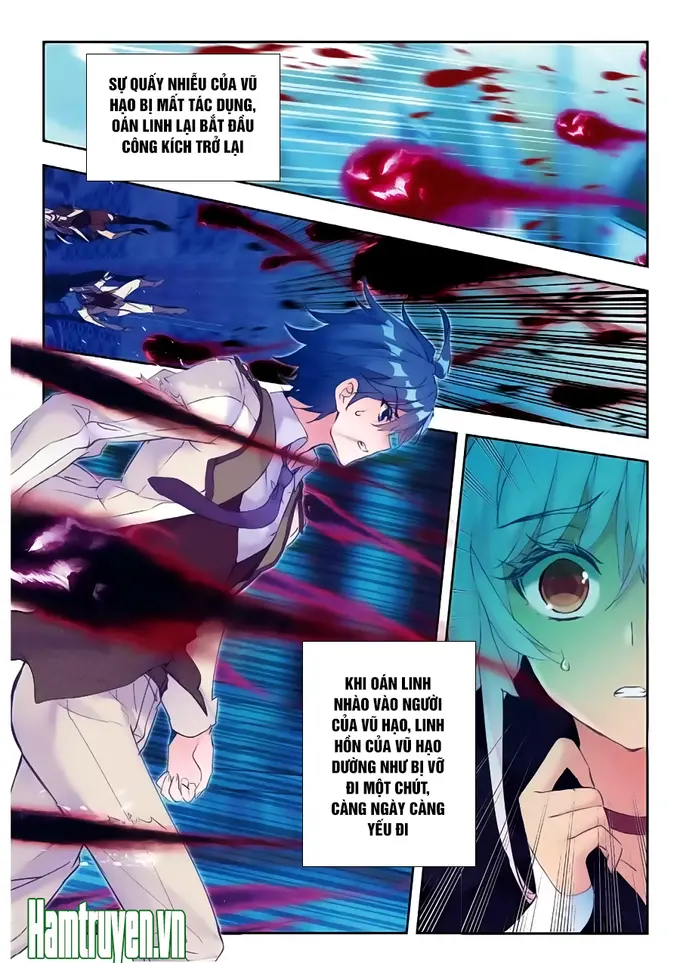 SỰ QUẤY NHIỄU CỦA VŨ
HẠO BỊ MẤT TÁC DỤNG,
OÁN LINH LẠI BẮT ĐẦU
CÔNG KÍCH TRỞ LẠI
KHI OÁN LINH
NHÀO VÀO NGƯỜI
CỦA VŨ HẠO, LINH
HỒN CỦA VŨ HẠO
DƯỜNG NHƯ BỊ VỠ
ĐI MỘT CHÚT,
CÀNG NGÀY CÀNG
YẾU ĐI
Hamtruyen.vn